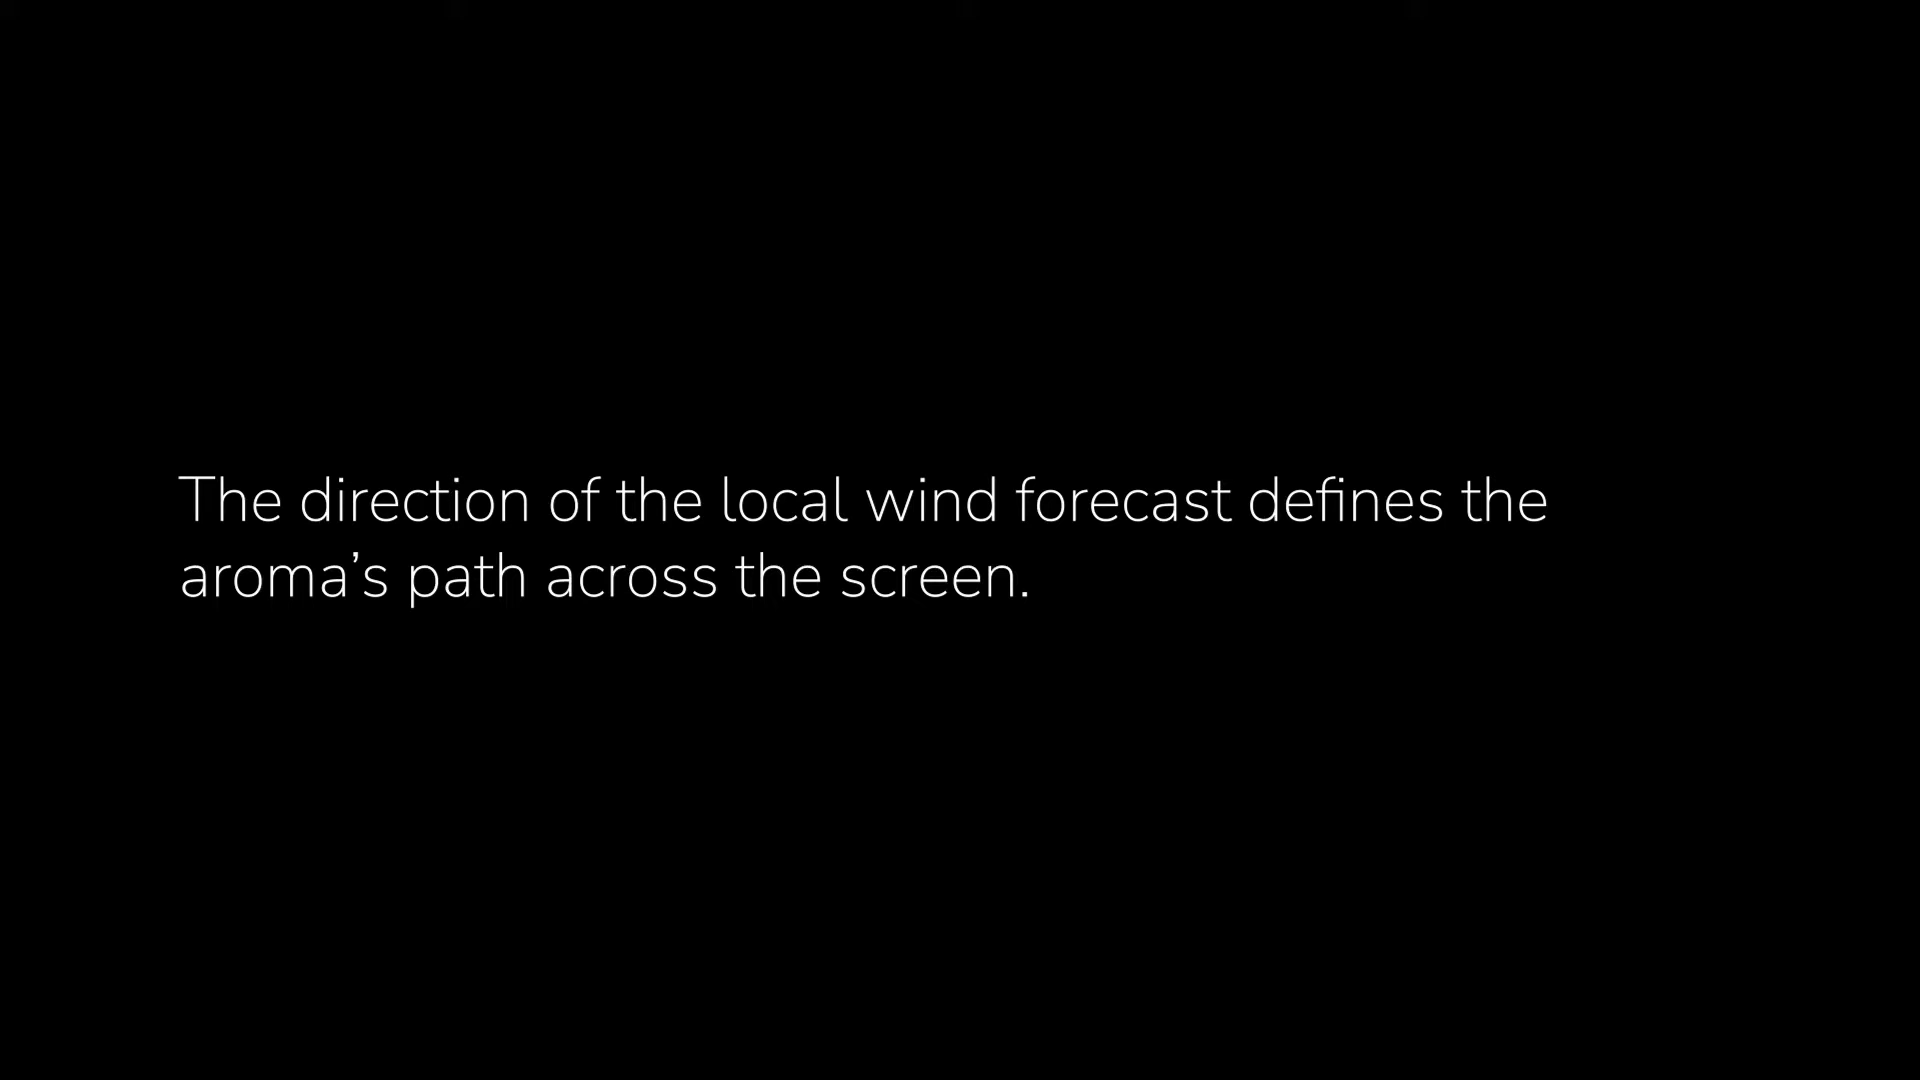 The direction of the local wind forecast defines the
aroma’s path across the screen.